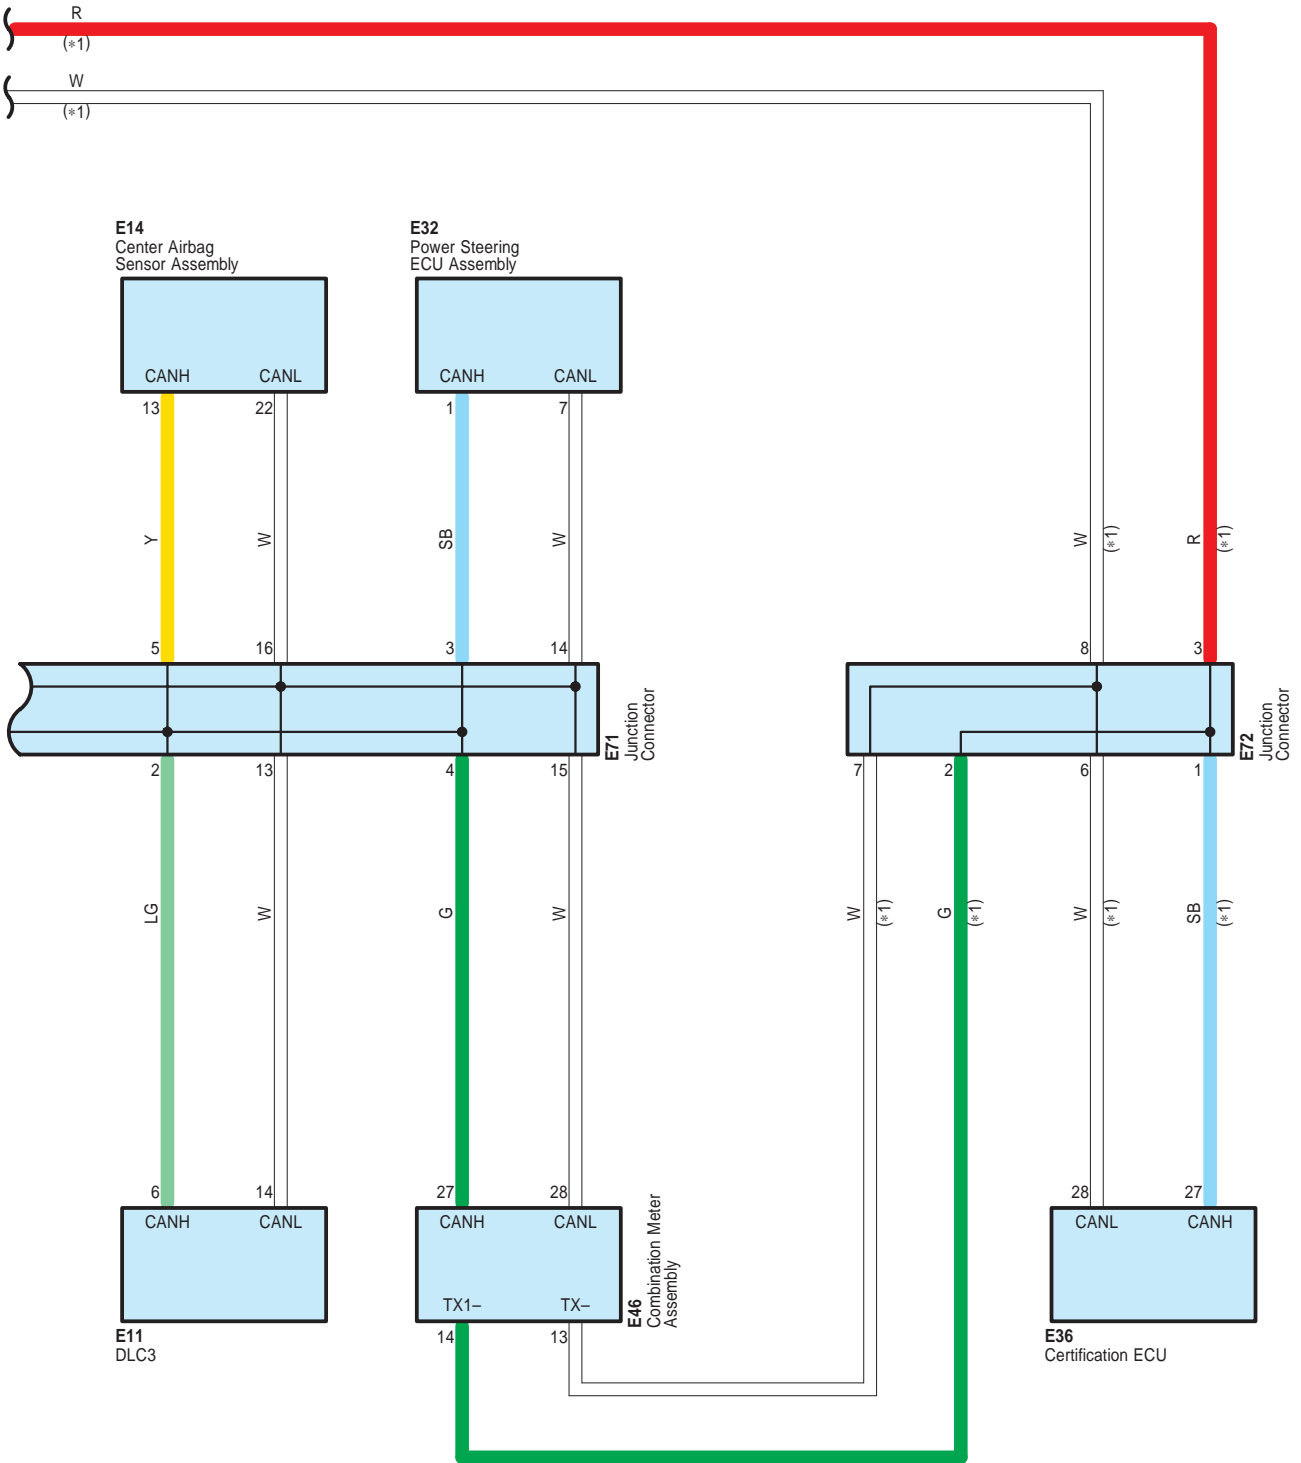 R
(∗1)
W
(∗1)
E14
Center Airbag
Sensor Assembly
E32
Power Steering
ECU Assembly
CANH CANL
CANH CANL
13 22
1 7
Y
W
SB
W
W
(∗1)
R
(∗1)
5 16 3 14
8 3
E71
Junction
Connector
E72
Junction
Connector
2 13 4 15
7 2 6 1
LG
W
G
W
W
(∗1)
G
(∗1)
W
(∗1)
SB
(∗1)
6 14
27 28
28 27
CANH CANL
CANH CANL
CANL CANH
TX1– TX–
E46
Combination Meter
Assembly
14 13
E11
DLC3
E36
Certification ECU